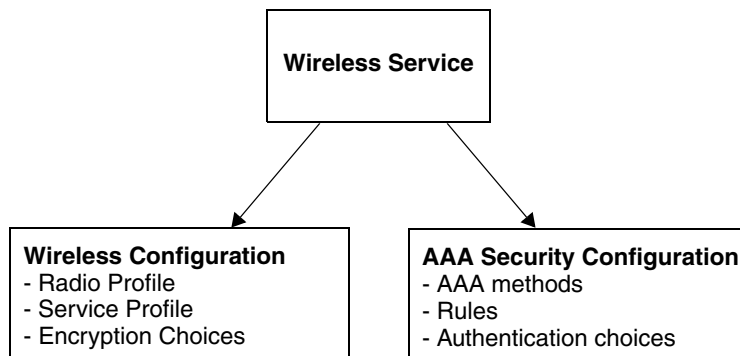 Wireless Service
Wireless Configuration
- Radio Profile
- Service Profile
- Encryption Choices
AAA Security Configuration
- AAA methods
- Rules
- Authentication choices